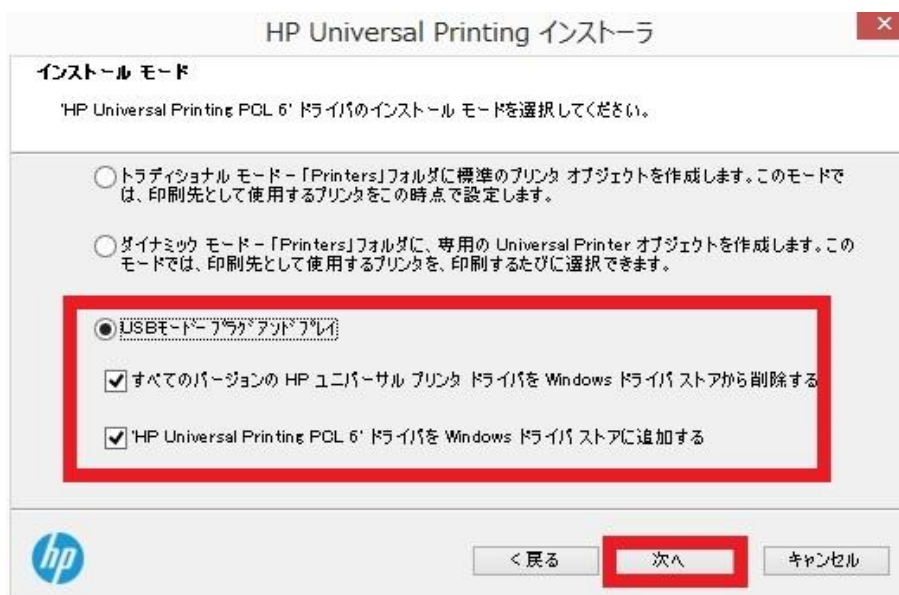 HP Universal Printing インストーラ
インストール モード
'HP Universal Printing PCL 6' ドライバのインストール モードを選択してください。
トラディショナル モード - 「Printers」フォルダに標準のプリンタ オブジェクトを作成します。このモードで
は、印刷先として使用するプリンタをこの時点で設定します。
ダイナミック モード - 「Printers」フォルダに、専用の Universal Printer オブジェクトを作成します。この
モードでは、印刷先として使用するプリンタを、印刷するたびに選択できます。
USBモード- プラグ アンド プレイ
すべてのバージョンの HP ユニバーサル プリンタ ドライバを Windows ドライバ ストアから削除する
'HP Universal Printing PCL 6' ドライバを Windows ドライバ ストアに追加する
hp
< 戻る
次へ
キャンセル